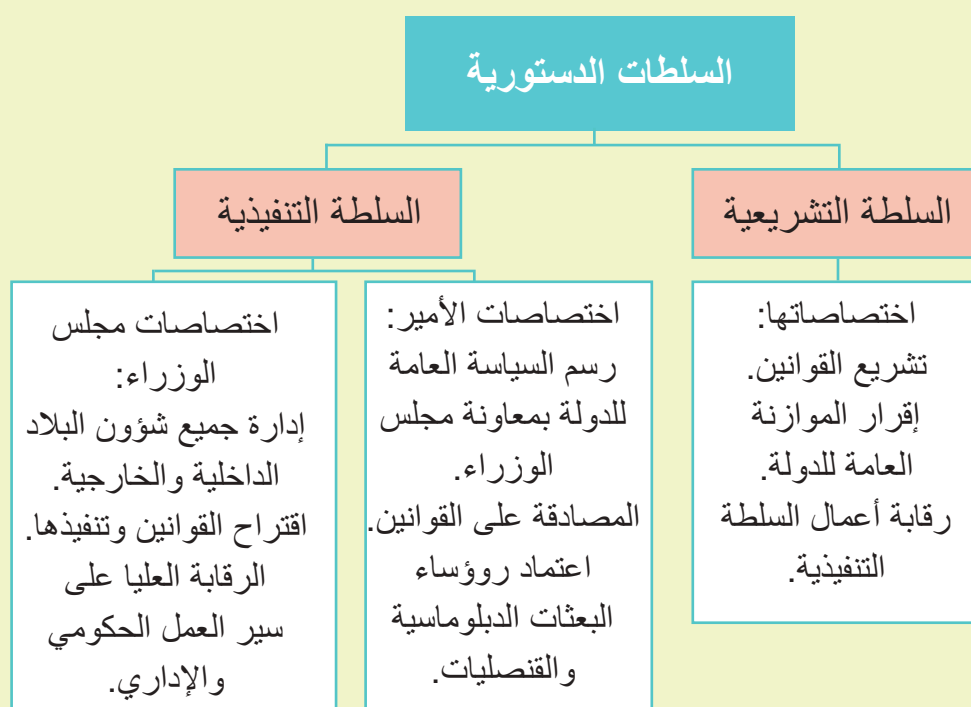 السلطات الدستورية
السلطة التشريعية
اختصاصاتها:
تشريع القوانين.
إقرار الموازنة
العامة للدولة.
رقابة أعمال السلطة
التنفيذية.
السلطة التنفيذية
اختصاصات الأمير:
رسم السياسة العامة
للدولة بمعاونة مجلس
الوزراء.
المصادقة على القوانين.
اعتماد روؤساء
البعثات الدبلوماسية
والقنصليات.
اختصاصات مجلس
الوزراء:
إدارة جميع شؤون البلاد
الداخلية والخارجية.
اقتراح القوانين وتنفيذها.
الرقابة العليا على
سير العمل الحكومي
والإداري.